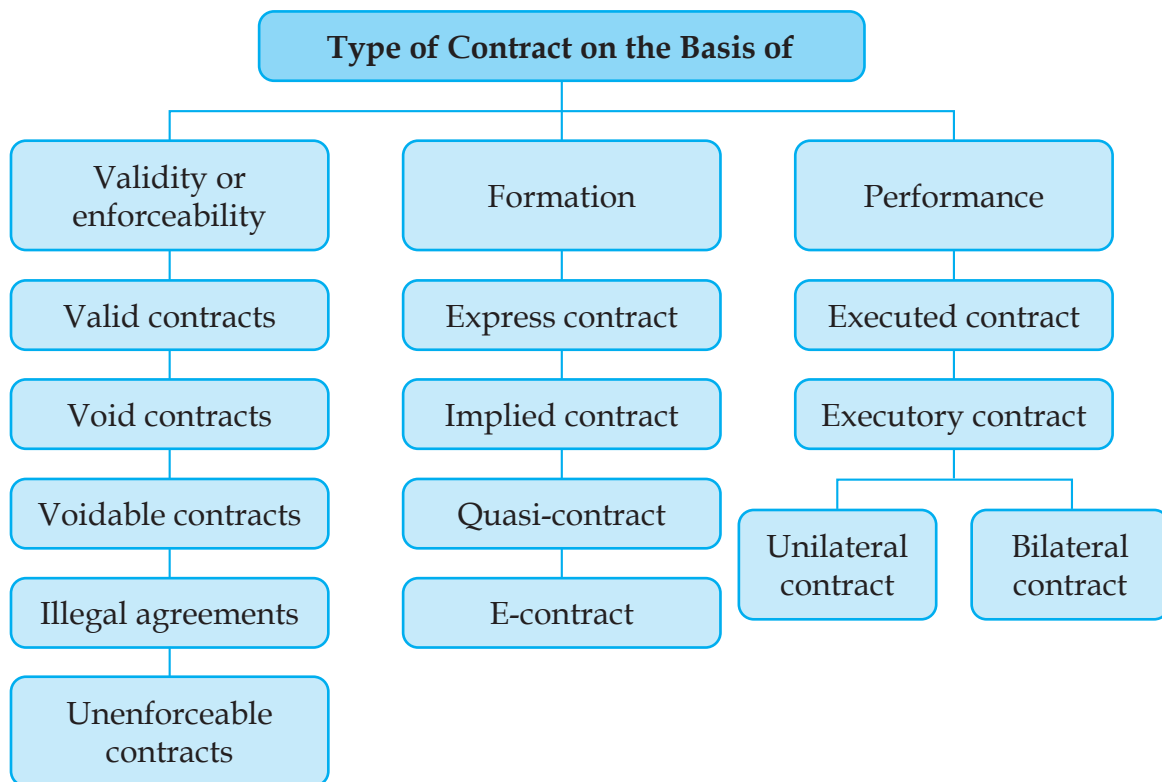 Type of Contract on the Basis of
Validity or
enforceability
Formation
Performance
Valid contracts
Express contract
Executed contract
Void contracts
Implied contract
Executory contract
Voidable contracts
Quasi-contract
Unilateral
contract
Bilateral
contract
Illegal agreements
E-contract
Unenforceable
contracts